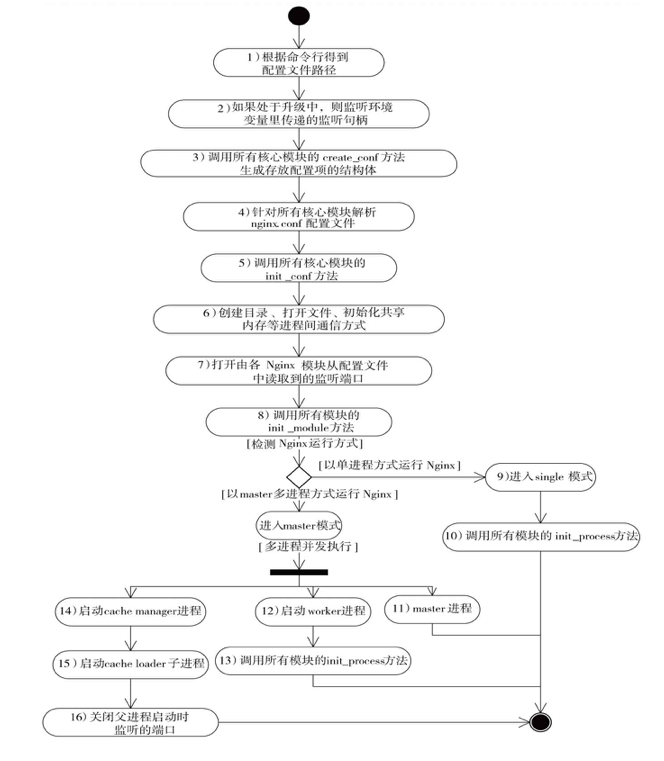 1)根据命令行得到
配置文件路径
2)如果处于升级中，则监听环境
变量里传递的监听句柄
3)调用所有核心模块的 create_conf 方法
生成存放配置项的结构体
4)针对所有核心模块解析
nginx.conf 配置文件
5)调用所有核心模块的
init_conf 方法
6)创建目录、打开文件、初始化共享
内存等进程间通信方式
7)打开由各 Nginx 模块从配置文件
中读取到的监听端口
8)调用所有模块的
init_module方法
[检测 Nginx运行方式]
[以单进程方式运行 Nginx]
9)进入single 模式
[以master多进程方式运行 Nginx]
进入master模式
10)调用所有模块的 init_process方法
[多进程并发执行]
14)启动cache manager进程
12)启动 worker进程
11)master 进程
15)启动cache loader 子进程
13)调用所有模块的init_process方法
16)关闭父进程启动时
监听的端口